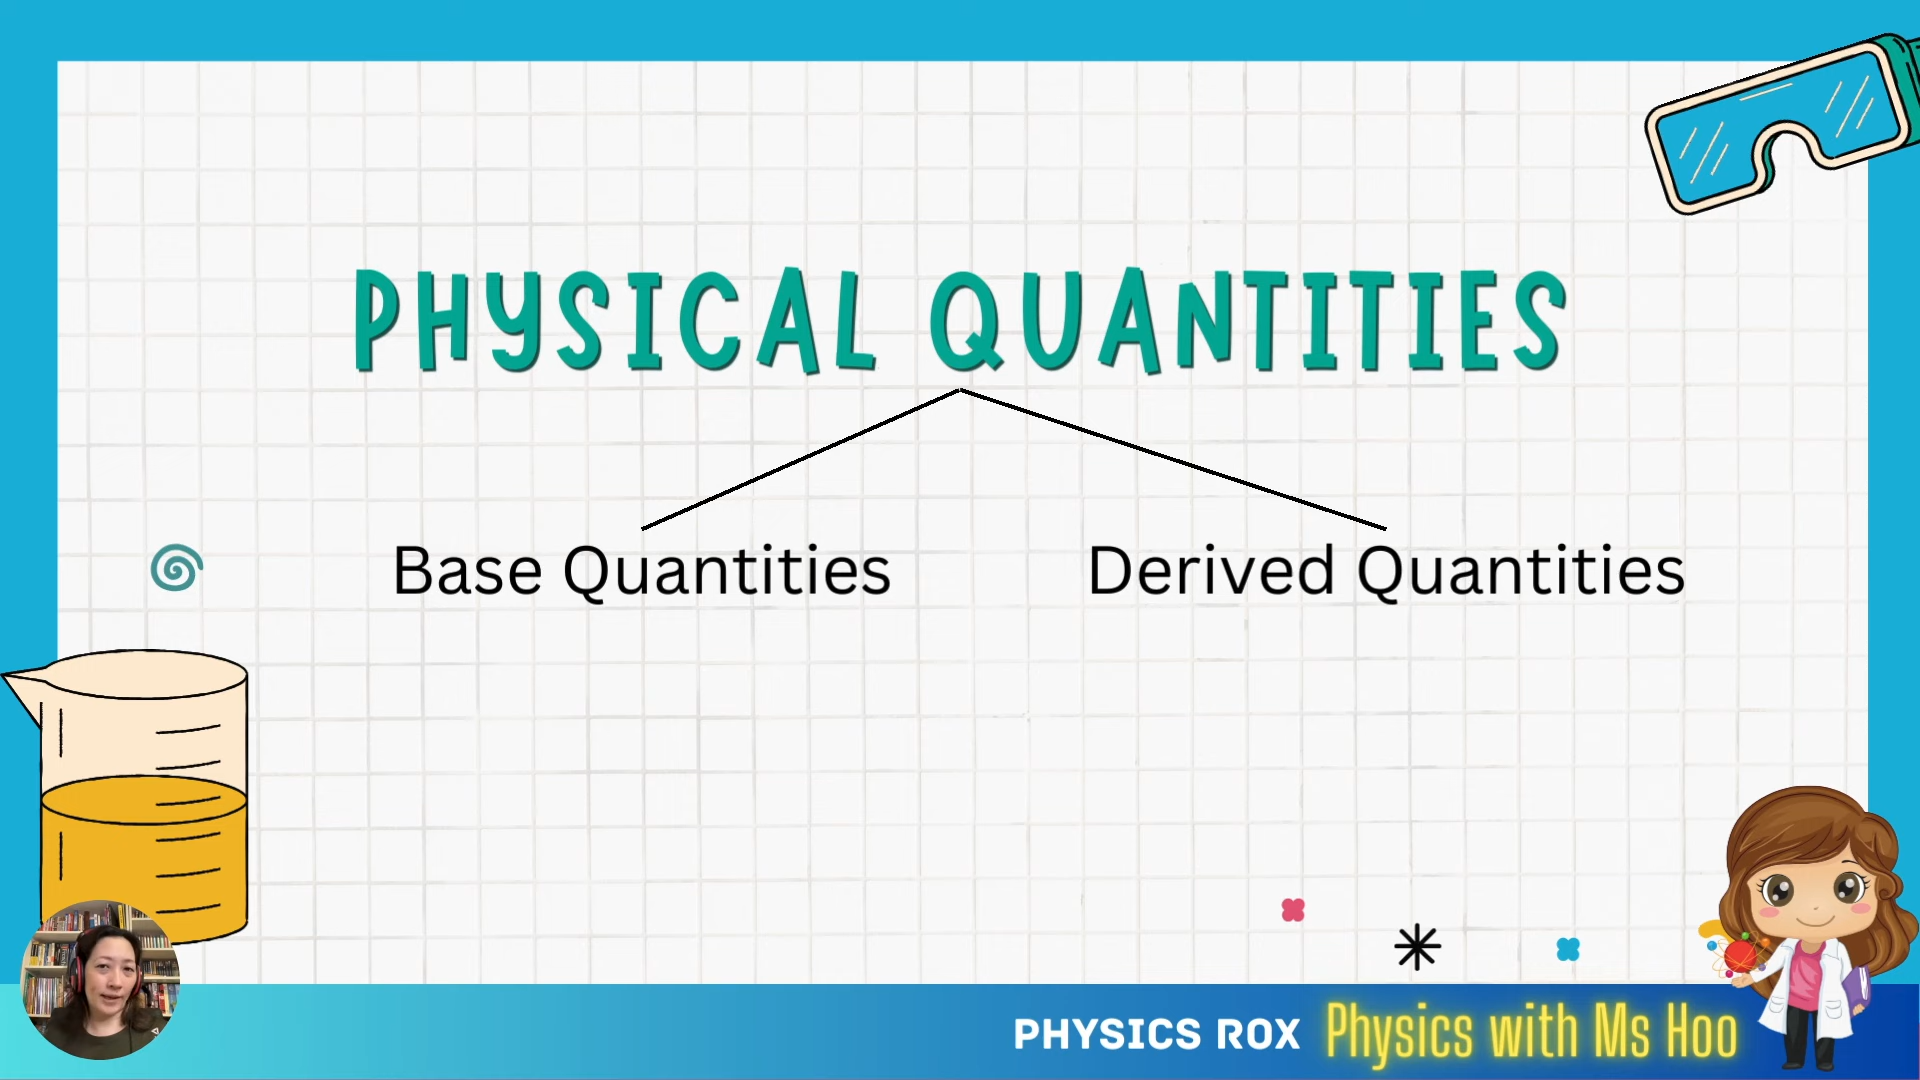 PHYSICAL QUANTITIES
Base Quantities
Derived Quantities
PHYSICS ROX
Physics with Ms Hoo